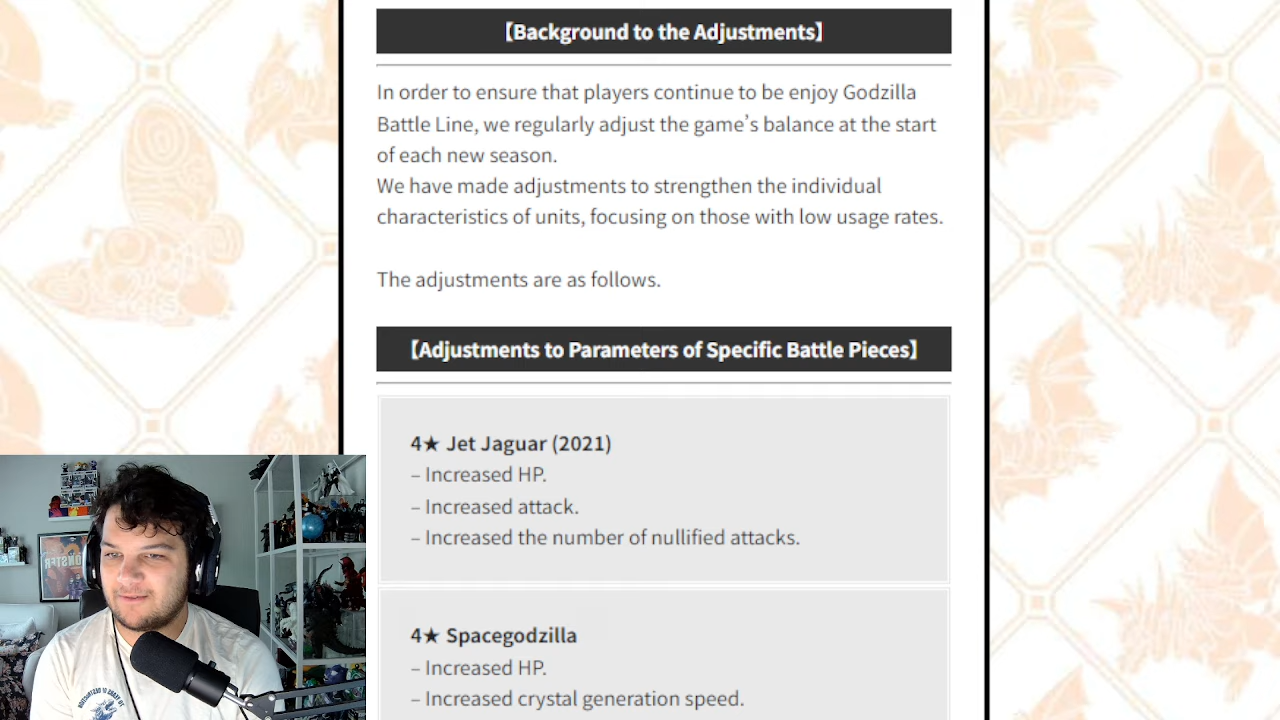 【Background to the Adjustments】
In order to ensure that players continue to be enjoy Godzilla
Battle Line, we regularly adjust the game's balance at the start
of each new season.
We have made adjustments to strengthen the individual
characteristics of units, focusing on those with low usage rates.
The adjustments are as follows.
【Adjustments to Parameters of Specific Battle Pieces】
4★ Jet Jaguar (2021)
– Increased HP.
– Increased attack.
– Increased the number of nullified attacks.
4★ Spacegodzilla
– Increased HP.
– Increased crystal generation speed.